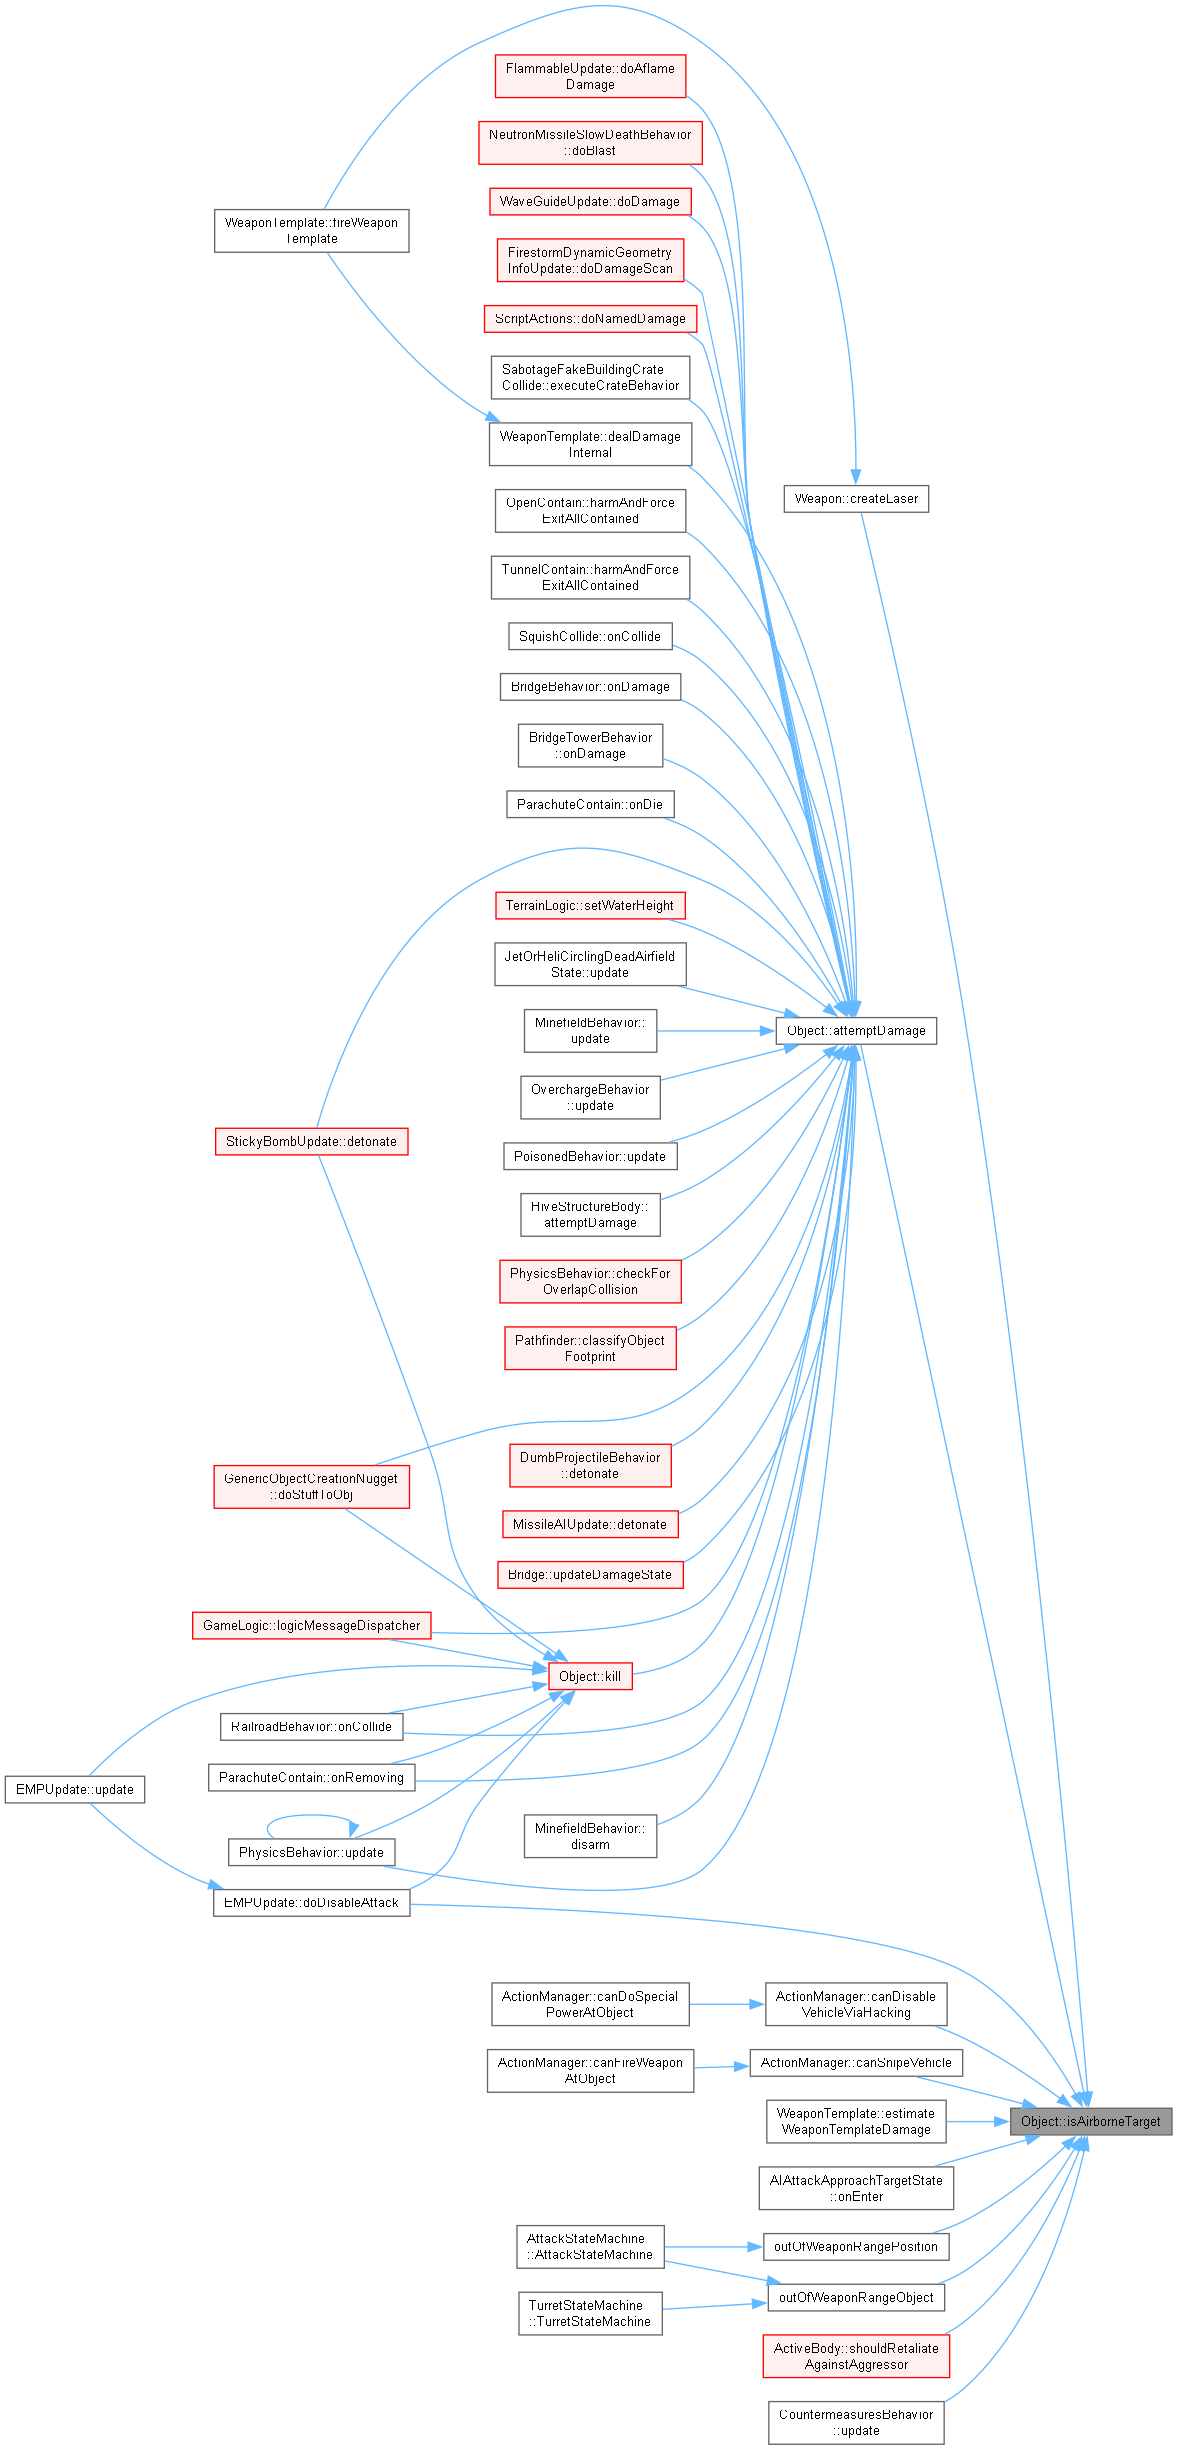 FlammableUpdate::doAflame
Damage
NeutronMissileSlowDeathBehavior
::doBlast
WaveGuideUpdate::doDamage
WeaponTemplate::fireWeapon
Template
FirestormDynamicGeometry
InfoUpdate::doDamageScan
ScriptActions::doNamedDamage
SabotageFakeBuildingCrate
Collide::executeCrateBehavior
WeaponTemplate::dealDamage
Internal
Weapon::createLaser
OpenContain::harmAndForce
ExitAllContained
TunnelContain::harmAndForce
ExitAllContained
SquishCollide::onCollide
BridgeBehavior::onDamage
BridgeTowerBehavior
::onDamage
ParachuteContain::onDie
TerrainLogic::setWaterHeight
JetOrHeliCirclingDeadAirfield
State::update
MinefieldBehavior::
update
Object::attemptDamage
OverchargeBehavior
::update
StickyBombUpdate::detonate
PoisonedBehavior::update
HiveStructureBody::
attemptDamage
PhysicsBehavior::checkFor
OverlapCollision
Pathfinder::classifyObject
Footprint
DumbProjectileBehavior
::detonate
GenericObjectCreationNugget
::doStuffToObj
MissileAIUpdate::detonate
Bridge::updateDamageState
GameLogic::logicMessageDispatcher
Object::kill
RailroadBehavior::onCollide
ParachuteContain::onRemoving
EMPUpdate::update
MinefieldBehavior::
disarm
PhysicsBehavior::update
EMPUpdate::doDisableAttack
ActionManager::canDoSpecial
PowerAtObject
ActionManager::canDisable
VehicleViaHacking
ActionManager::canFireWeapon
AtObject
ActionManager::canSnipeVehicle
WeaponTemplate::estimate
WeaponTemplateDamage
Object::isAirborneTarget
AIAttackApproachTargetState
::onEnter
AttackStateMachine
::AttackStateMachine
outOfWeaponRangePosition
TurretStateMachine
::TurretStateMachine
outOfWeaponRangeObject
ActiveBody::shouldRetaliate
AgainstAggressor
CountermeasuresBehavior
::update